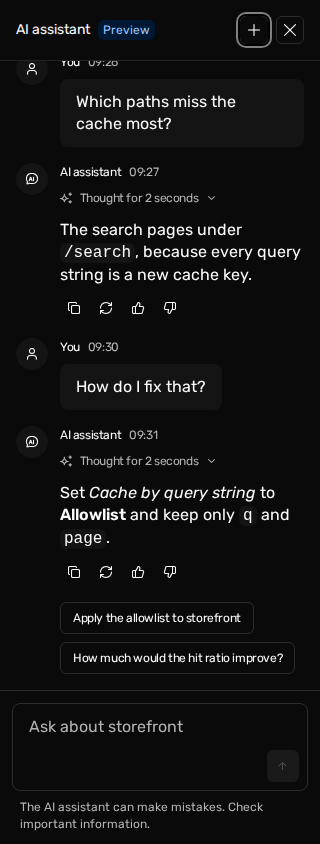 AI assistant Preview
You 09:26
Which paths miss the
cache most?
AI assistant 09:27
Thought for 2 seconds
The search pages under
/search, because every query
string is a new cache key.
You 09:30
How do I fix that?
AI assistant 09:31
Thought for 2 seconds
Set Cache by query string to
Allowlist and keep only q and
page.
Apply the allowlist to storefront
How much would the hit ratio improve?
Ask about storefront
The AI assistant can make mistakes. Check
important information.